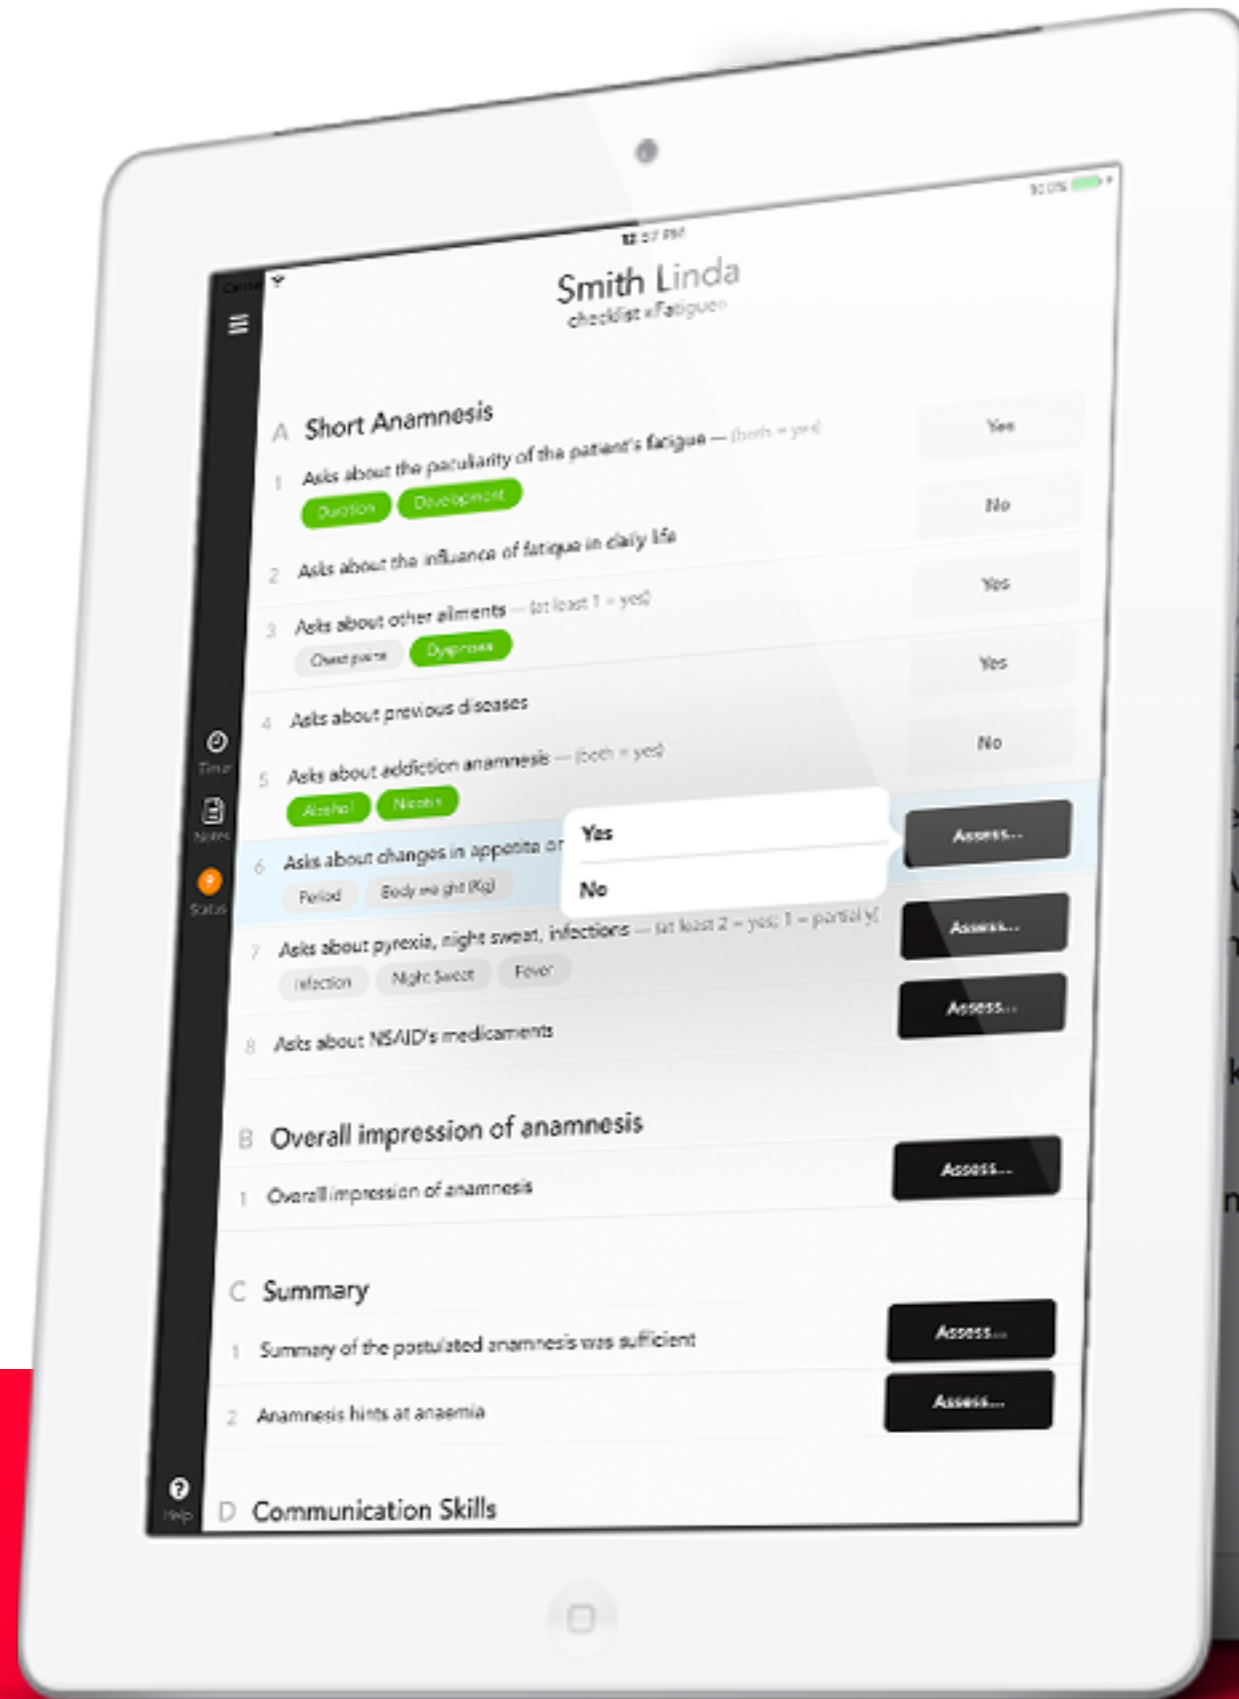 100%
12:57 PM
Carrier
Smith Linda
checklist «Fatigue»
A Short Anamnesis
1 Asks about the peculiarity of the patient's fatigue — (both = yes) Yes
Duration Development
2 Asks about the influence of fatigue in daily life No
3 Asks about other ailments — (at least 1 = yes) Yes
Chest pains Dyspnoea
4 Asks about previous diseases Yes
5 Asks about addiction anamnesis — (both = yes) No
Alcohol Nicotin
6 Asks about changes in appetite or Assess...
Period Body weight (Kg)
Yes
No
7 Asks about pyrexia, night sweat, infections — (at least 2 = yes; 1 = partially( Assess...
Infection Night Sweat Fever
8 Asks about NSAID's medicaments Assess...
B Overall impression of anamnesis
1 Overall impression of anamnesis Assess...
C Summary
1 Summary of the postulated anamnesis was sufficient Assess...
2 Anamnesis hints at anaemia Assess...
D Communication Skills
Time
Notes
Status
Help